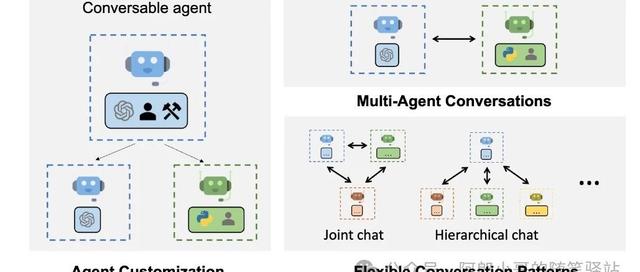 Conversable agent
Multi-Agent Conversations
...
...
...
...
...
...
...
...
Joint chat
Hierarchical chat
Agent Customization
Flexible Conversation Patterns
公众号 · 阿郎小哥的随笔驿站